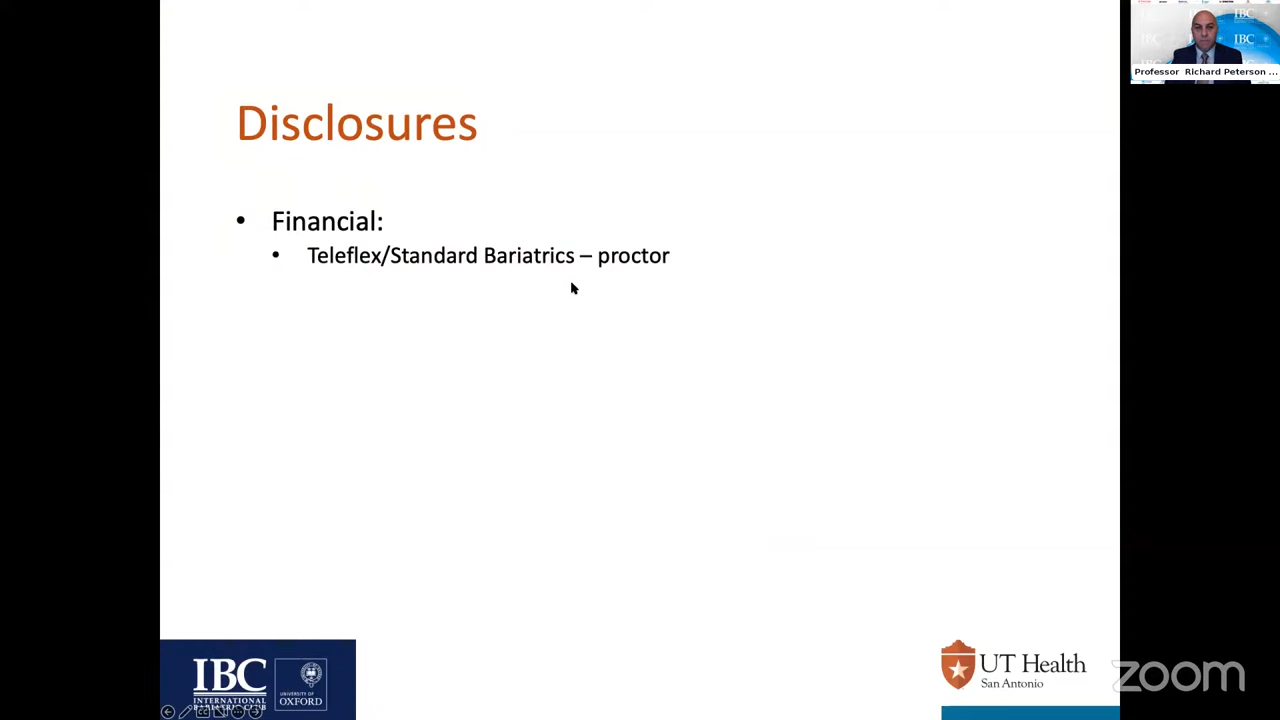 Disclosures
• Financial:
• Teleflex/Standard Bariatrics – proctor
IBC
Professor Richard Peterson ...
IBC
INTERNATIONAL
BARIATRIC CLUB
UNIVERSITY OF
OXFORD
UT Health
San Antonio
zoom